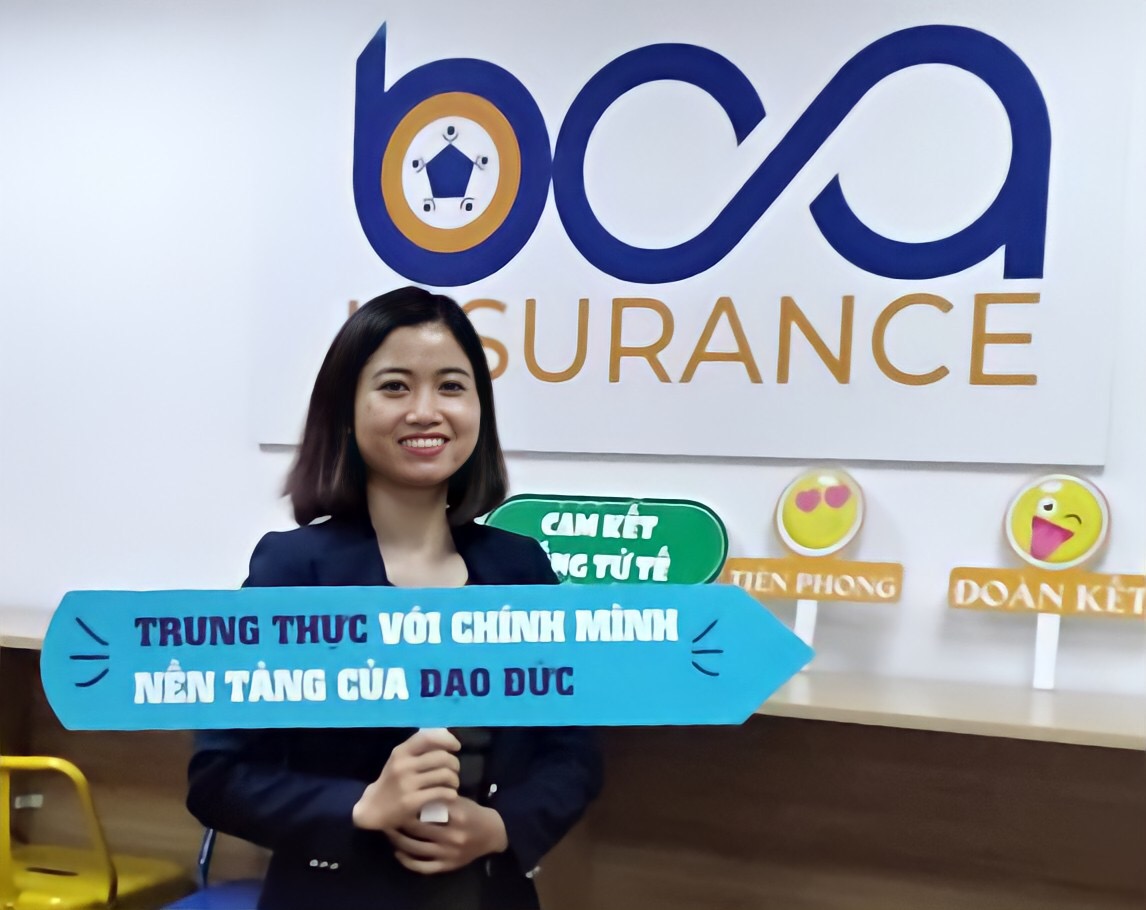 bca
INSURANCE
CAM KẾT
TỬ TẾ
TIÊN PHONG
ĐOÀN KẾT
TRUNG THỰC VỚI CHÍNH MÌNH
NỀN TẢNG CỦA ĐẠO ĐỨC